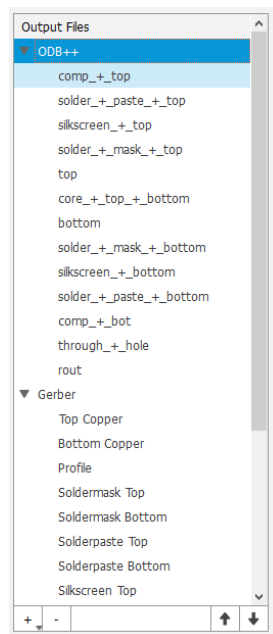 Output Files
ODB++
comp_+_top
solder_+_paste_+_top
silkscreen_+_top
solder_+_mask_+_top
top
core_+_top_+_bottom
bottom
solder_+_mask_+_bottom
silkscreen_+_bottom
solder_+_paste_+_bottom
comp_+_bot
through_+_hole
rout
Gerber
Top Copper
Bottom Copper
Profile
Soldermask Top
Soldermask Bottom
Solderpaste Top
Solderpaste Bottom
Silkscreen Top
+ -